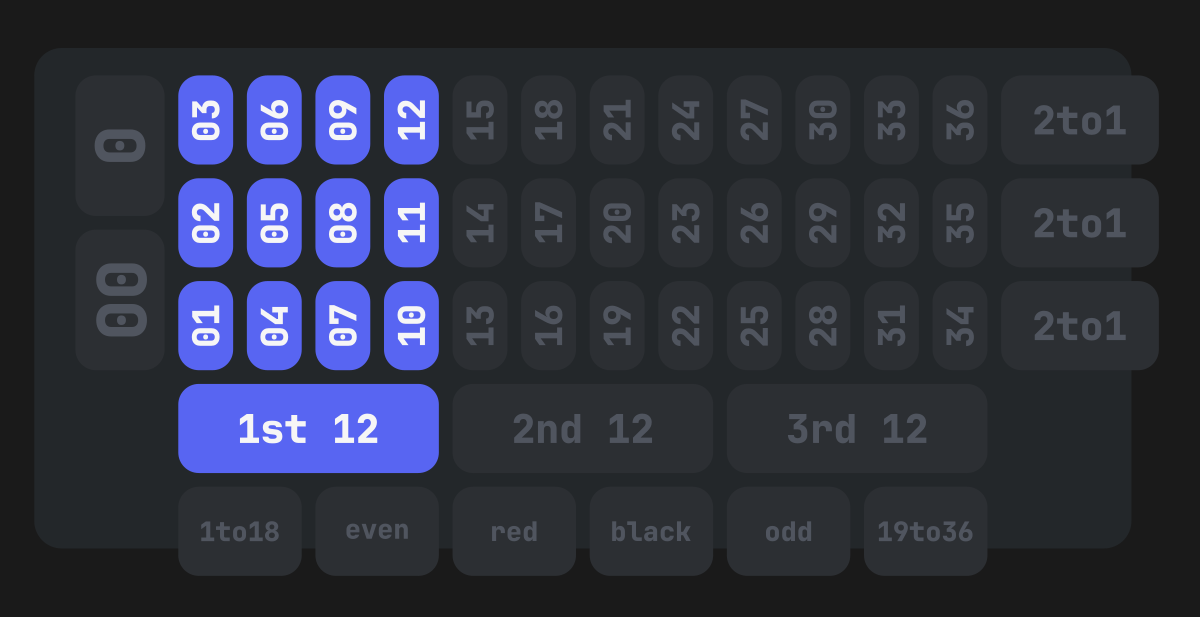 0
00
03 06 09 12 15 18 21 24 27 30 33 36 2to1
02 05 08 11 14 17 20 23 26 29 32 35 2to1
01 04 07 10 13 16 19 22 25 28 31 34 2to1
1st 12 2nd 12 3rd 12
1to18 even red black odd 19to36